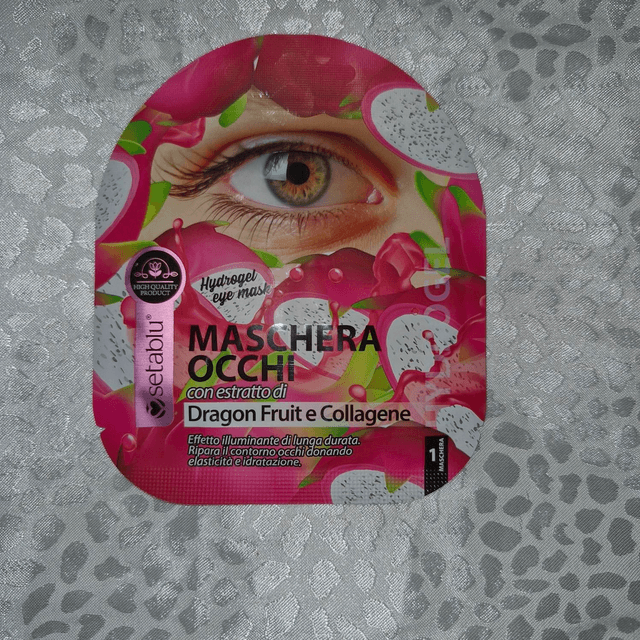 Hydrogel
eye mask
HIGH QUALITY
PRODUCT
setablu®
MASCHERA
OCCHI
con estratto di
Dragon Fruit e Collagene
Effetto illuminante di lunga durata.
Ripara il contorno occhi donando
elasticità e idratazione.
1
MASCHERA